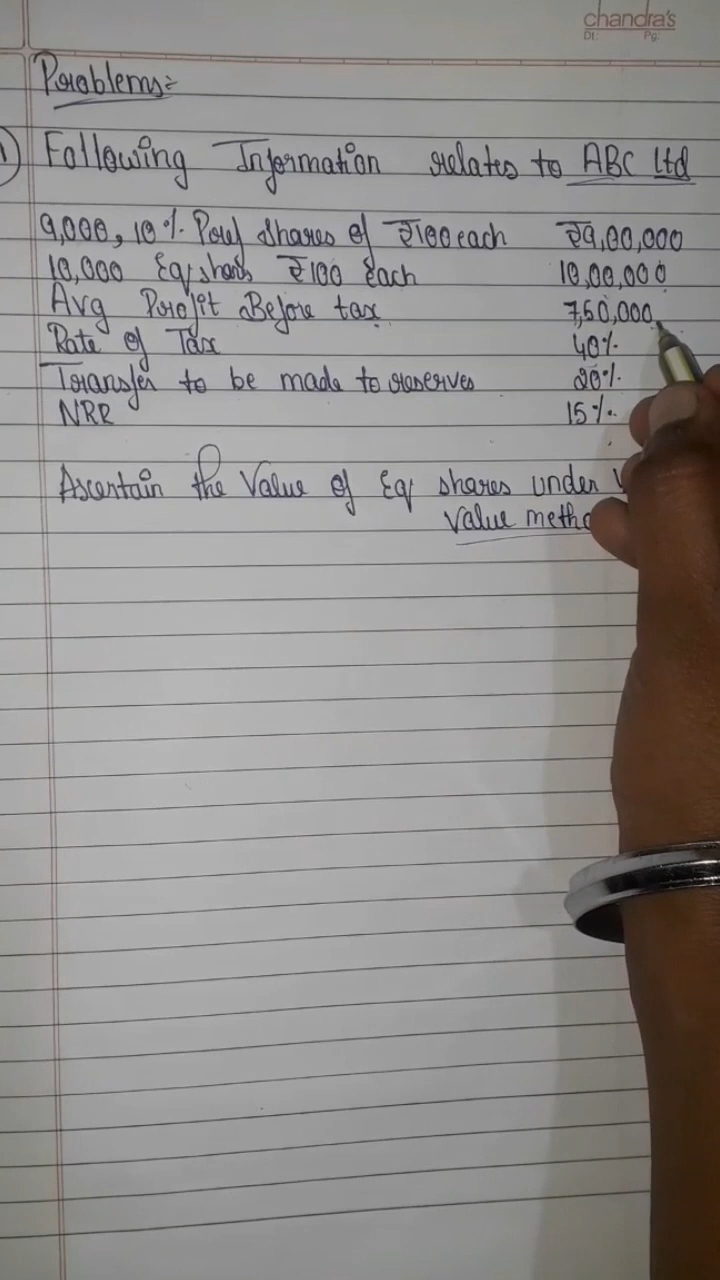 chandra's
Dt: Pg:
Problems:-
1) Following Information relates to ABC Ltd
9,000, 10% Pref shares of ₹100 each ₹9,00,000
10,000 Eq shares ₹100 Each 10,00,000
Avg Profit Before tax 7,50,000
Rate of Tax 40%
Transfer to be made to reserves 20%
NRR 15%
Ascertain the Value of Eq shares under
Value